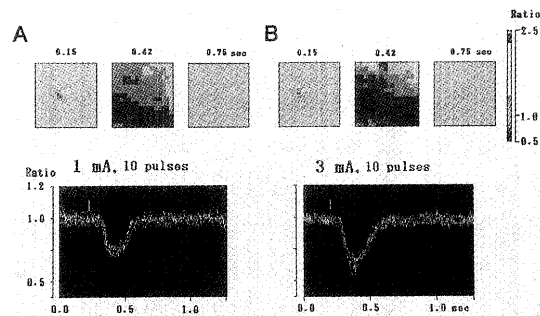 A
0.15 0.42 0.75 sec
B
0.15 0.42 0.75 sec
Ratio
2.5
1.0
0.5
1 mA, 10 pulses
Ratio
1.2
1.0
0.5
0.0 0.5 1.0
3 mA, 10 pulses
0.0 0.5 1.0 sec